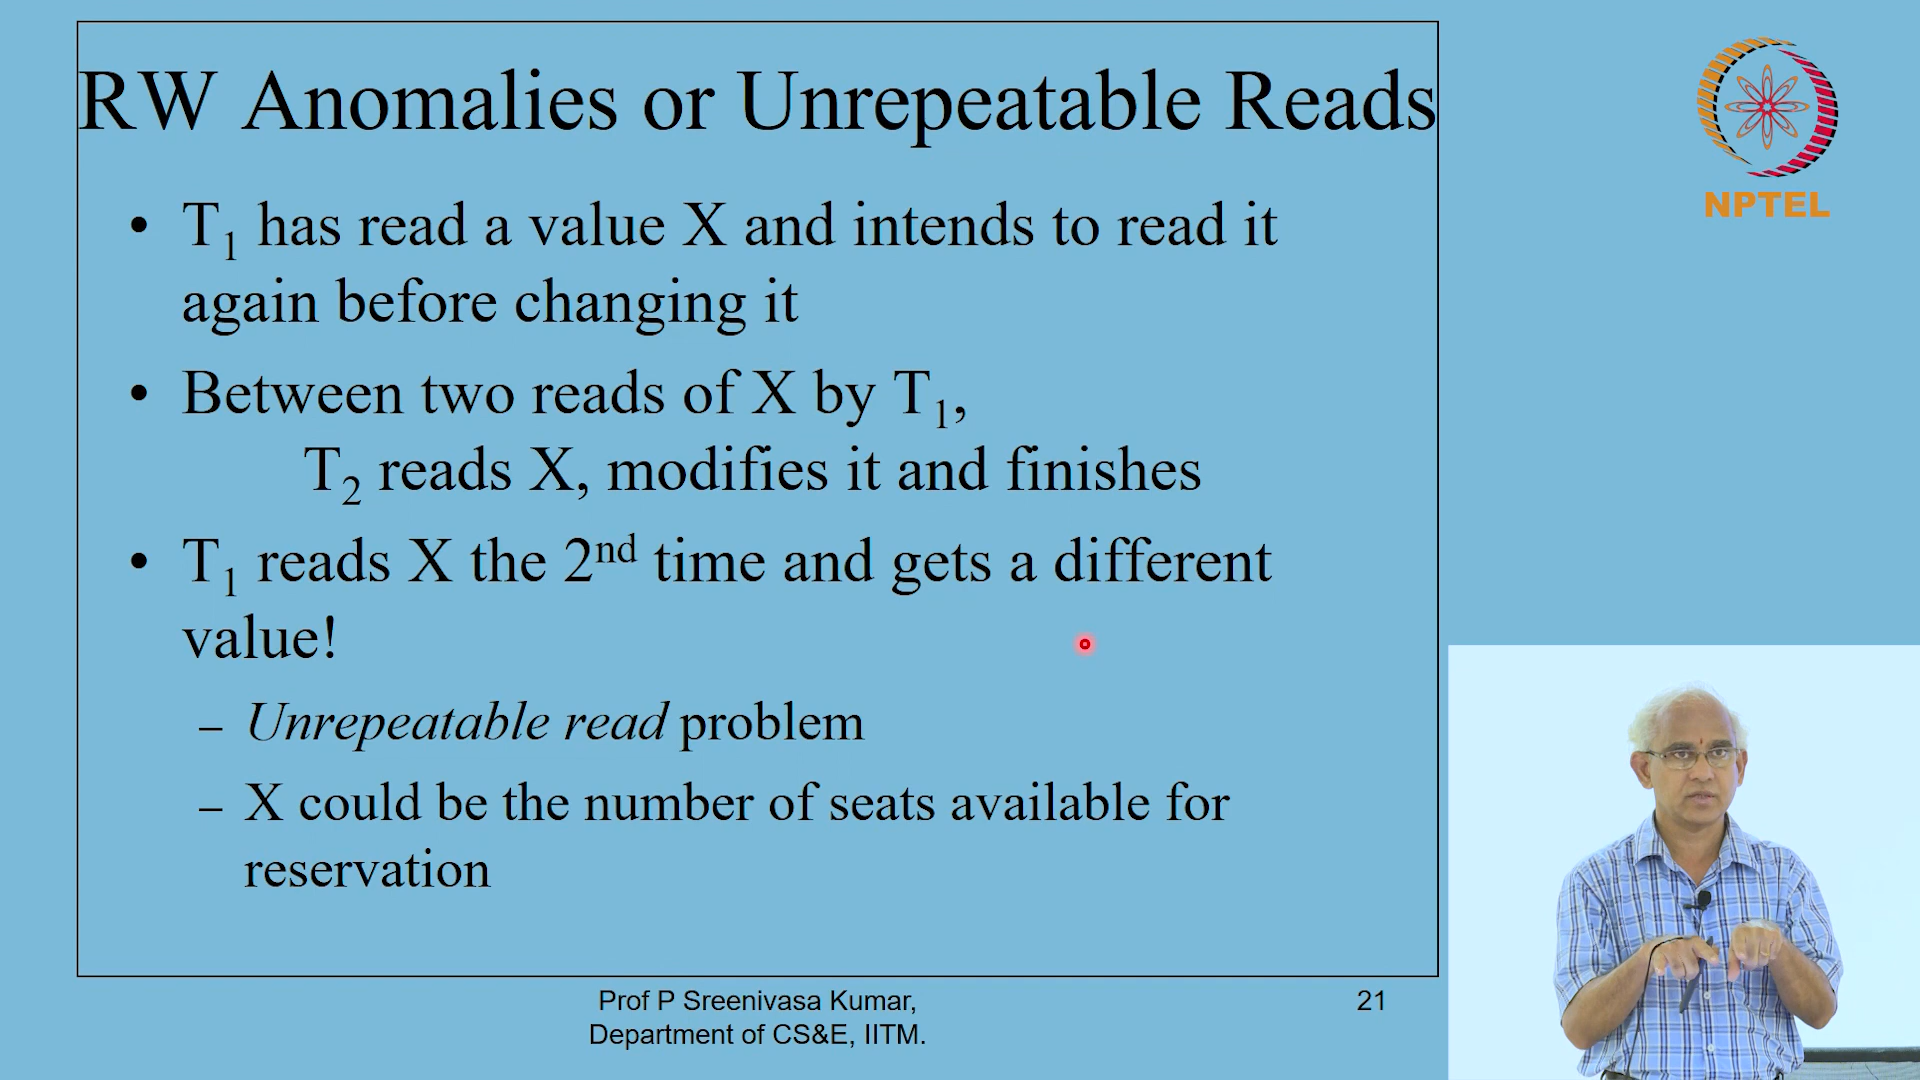 RW Anomalies or Unrepeatable Reads
NPTEL
• T1 has read a value X and intends to read it
again before changing it
• Between two reads of X by T1,
T2 reads X, modifies it and finishes
• T1 reads X the 2nd time and gets a different
value!
– Unrepeatable read problem
– X could be the number of seats available for
reservation
Prof P Sreenivasa Kumar,
Department of CS&E, IITM.
21